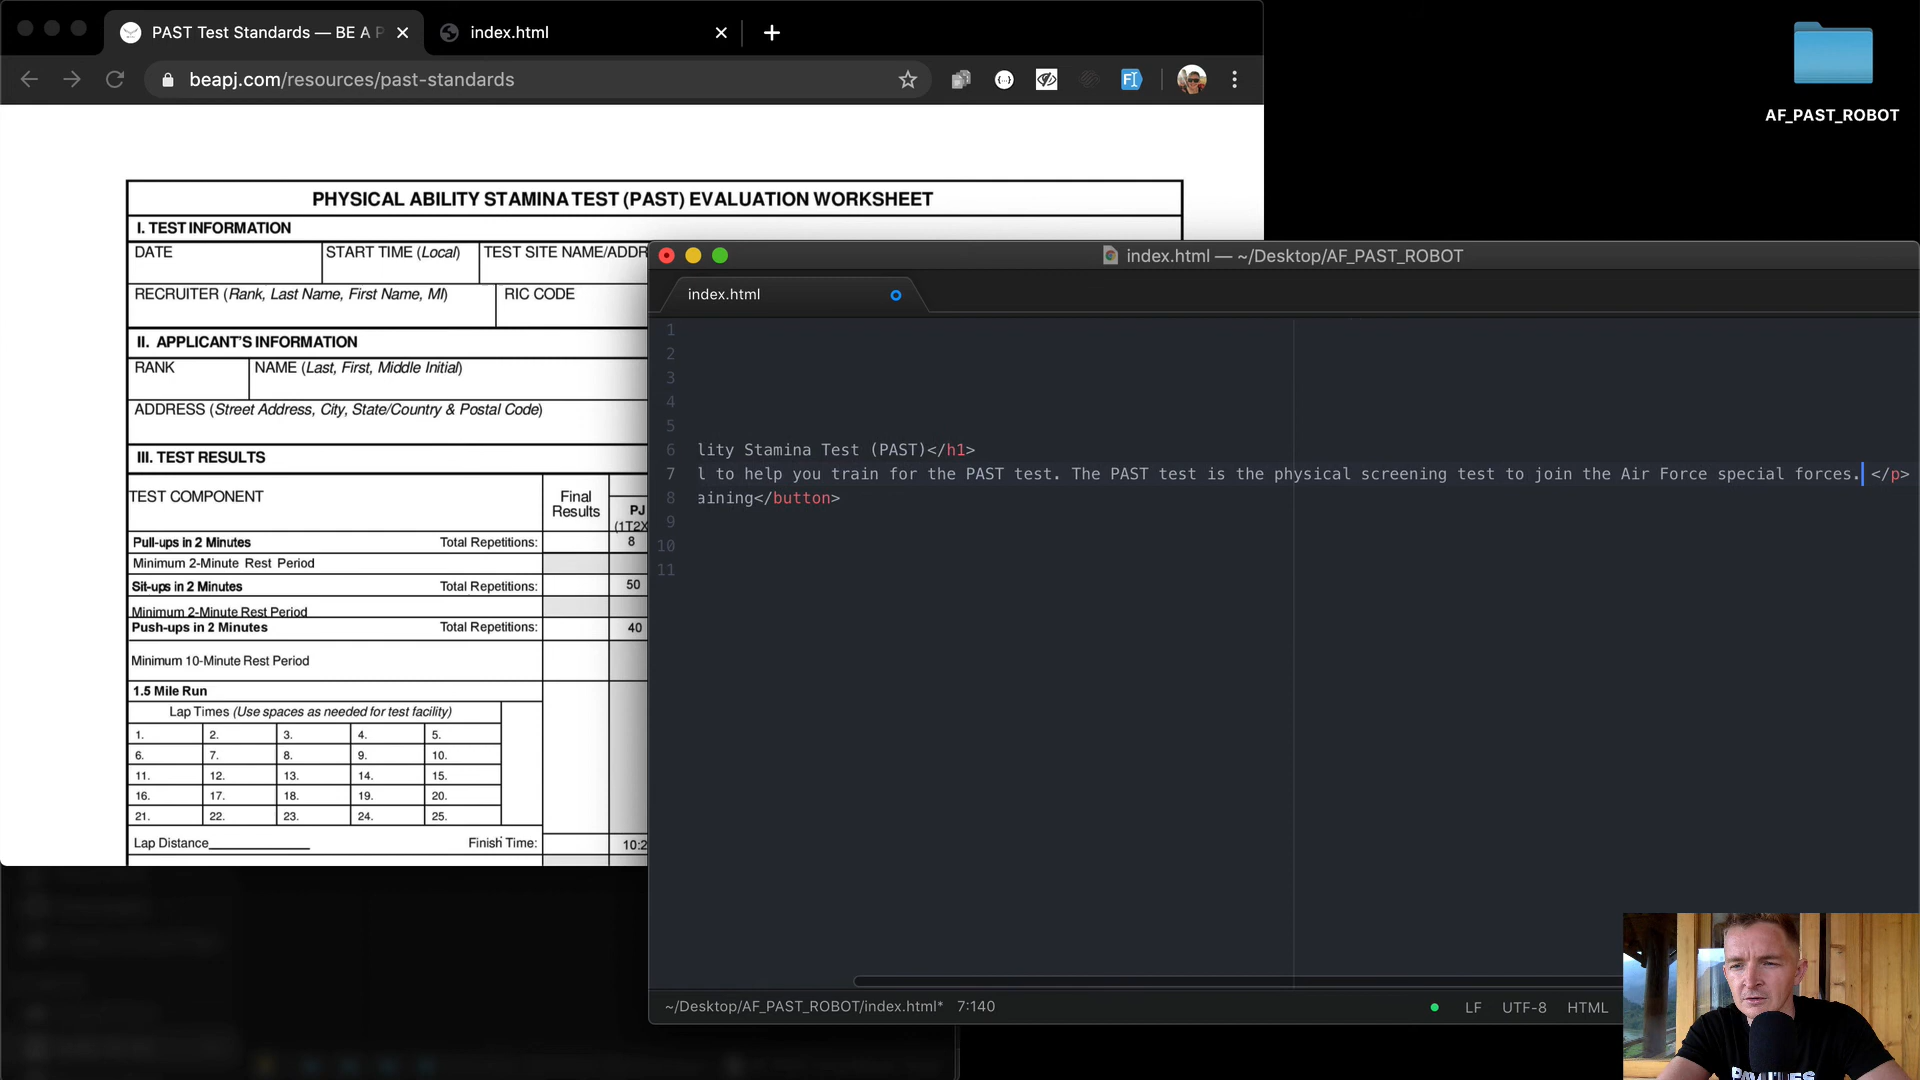 PAST Test Standards — BE A P
index.html
beapj.com/resources/past-standards
AF_PAST_ROBOT
PHYSICAL ABILITY STAMINA TEST (PAST) EVALUATION WORKSHEET
I. TEST INFORMATION
DATE
START TIME (Local)
TEST SITE NAME/ADDR
RECRUITER (Rank, Last Name, First Name, MI)
RIC CODE
II. APPLICANT'S INFORMATION
RANK
NAME (Last, First, Middle Initial)
ADDRESS (Street Address, City, State/Country & Postal Code)
III. TEST RESULTS
TEST COMPONENT
Final
Results
PJ
(1T2X
Pull-ups in 2 Minutes Total Repetitions: 8
Minimum 2-Minute Rest Period
Sit-ups in 2 Minutes Total Repetitions: 50
Minimum 2-Minute Rest Period
Push-ups in 2 Minutes Total Repetitions: 40
Minimum 10-Minute Rest Period
1.5 Mile Run
Lap Times (Use spaces as needed for test facility)
1. 2. 3. 4. 5.
6. 7. 8. 9. 10.
11. 12. 13. 14. 15.
16. 17. 18. 19. 20.
21. 22. 23. 24. 25.
Lap Distance Finish Time: 10:2
index.html — ~/Desktop/AF_PAST_ROBOT
index.html
1
2
3
4
5
6 lity Stamina Test (PAST)</h1>
7 l to help you train for the PAST test. The PAST test is the physical screening test to join the Air Force special forces. </p>
8 aining</button>
9
10
11
~/Desktop/AF_PAST_ROBOT/index.html* 7:140
LF UTF-8 HTML